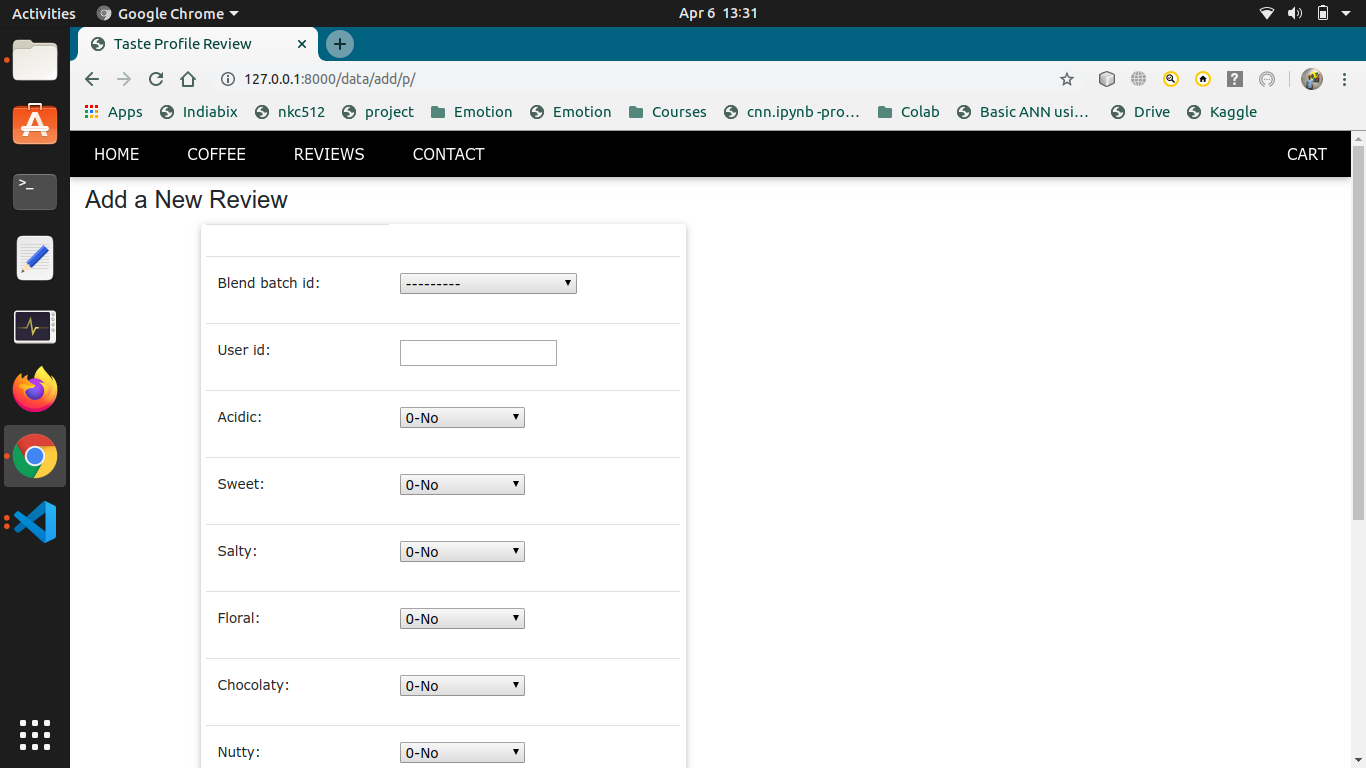 Activities Google Chrome Apr 6 13:31
Taste Profile Review
127.0.0.1:8000/data/add/p/
Apps Indiabix nkc512 project Emotion Emotion Courses cnn.ipynb -pro... Colab Basic ANN usi... Drive Kaggle
HOME COFFEE REVIEWS CONTACT CART
Add a New Review
Blend batch id: ---------
User id:
Acidic: 0-No
Sweet: 0-No
Salty: 0-No
Floral: 0-No
Chocolaty: 0-No
Nutty: 0-No